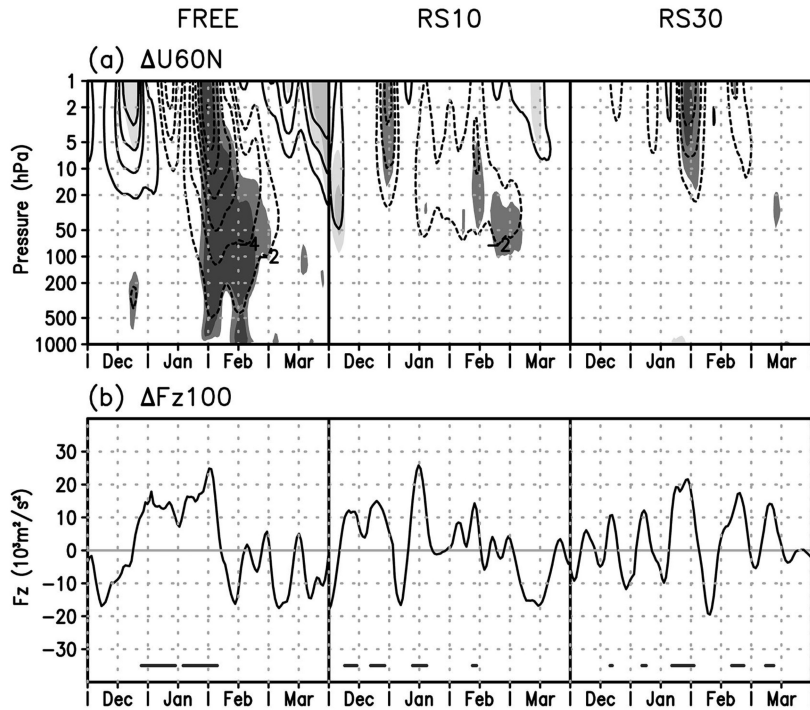 FREE RS10 RS30
(a) ΔU60N
Pressure (hPa)
1
2
5
10
20
50
100
200
500
1000
-4
-2
-2
Dec Jan Feb Mar Dec Jan Feb Mar Dec Jan Feb Mar
(b) ΔFz100
Fz (10³m²/s²)
30
20
10
0
-10
-20
-30
Dec Jan Feb Mar Dec Jan Feb Mar Dec Jan Feb Mar